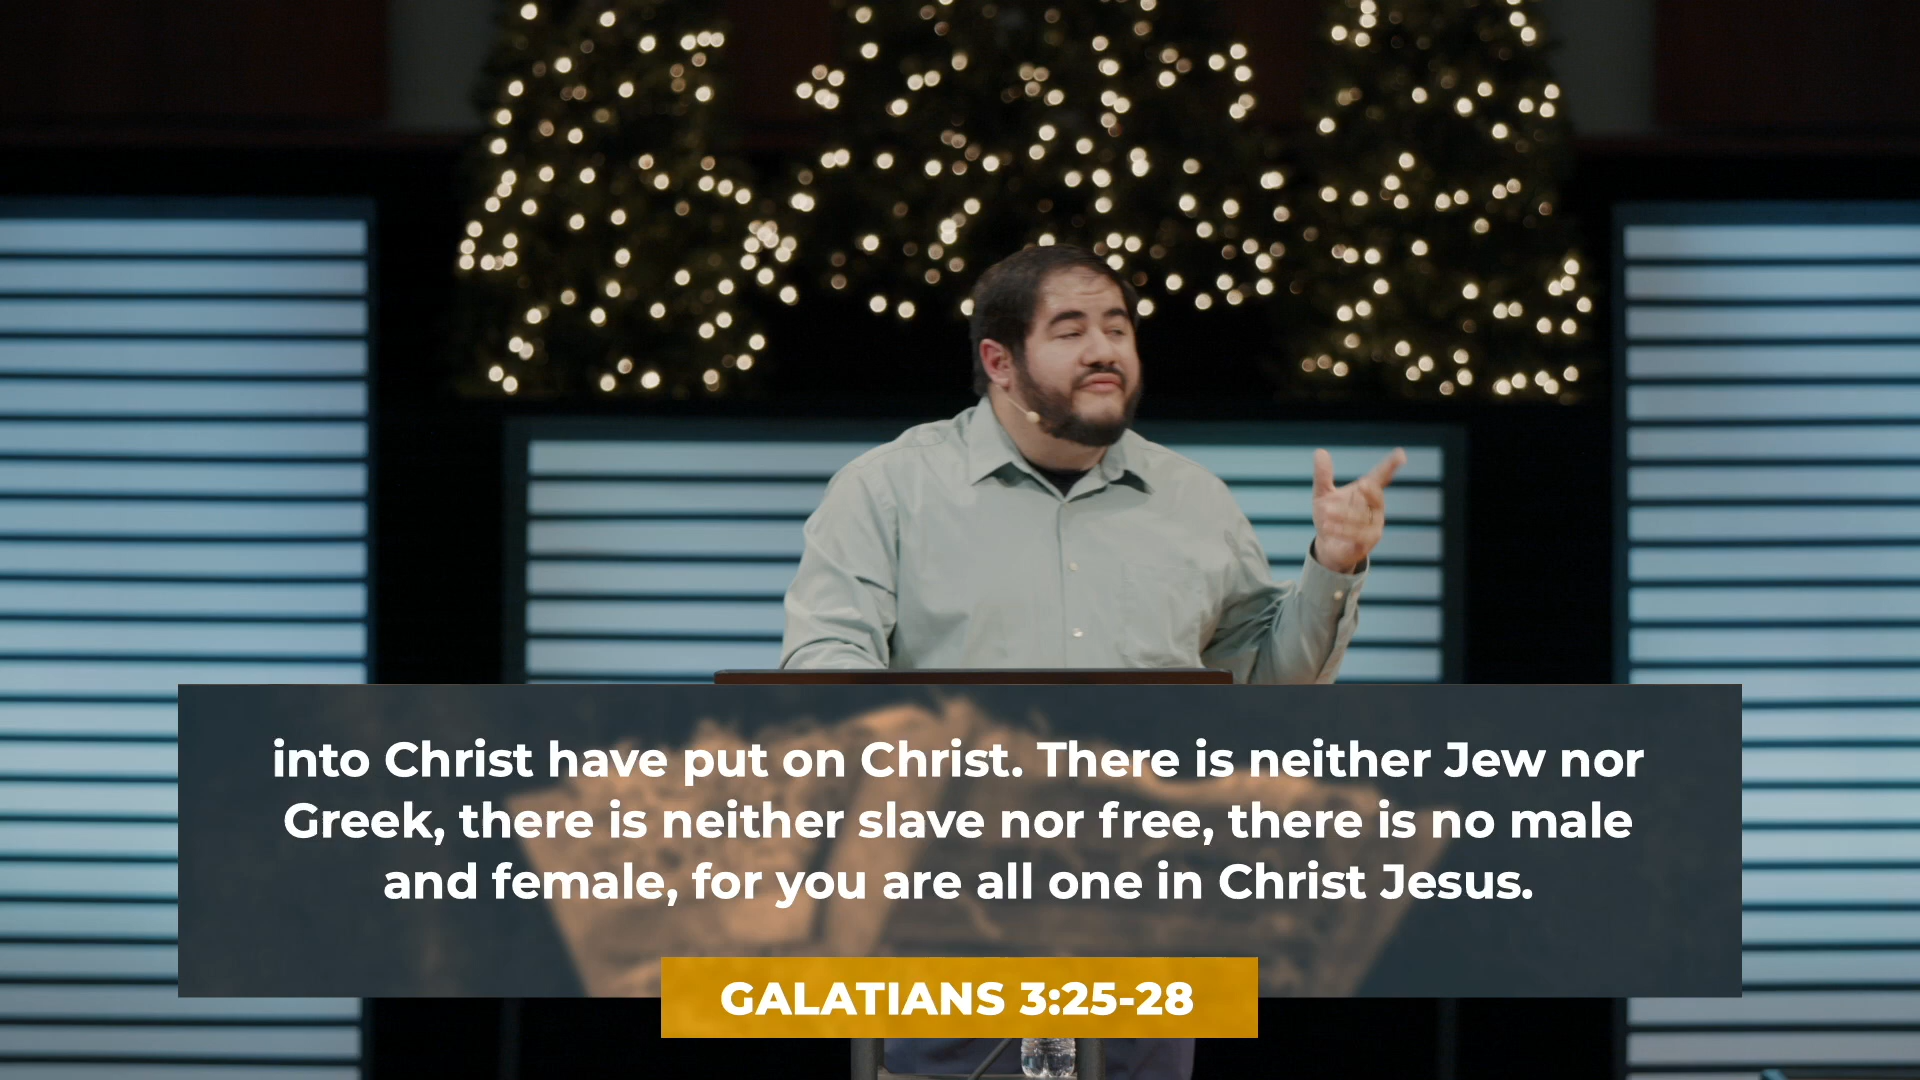 into Christ have put on Christ. There is neither Jew nor
Greek, there is neither slave nor free, there is no male
and female, for you are all one in Christ Jesus.
GALATIANS 3:25-28